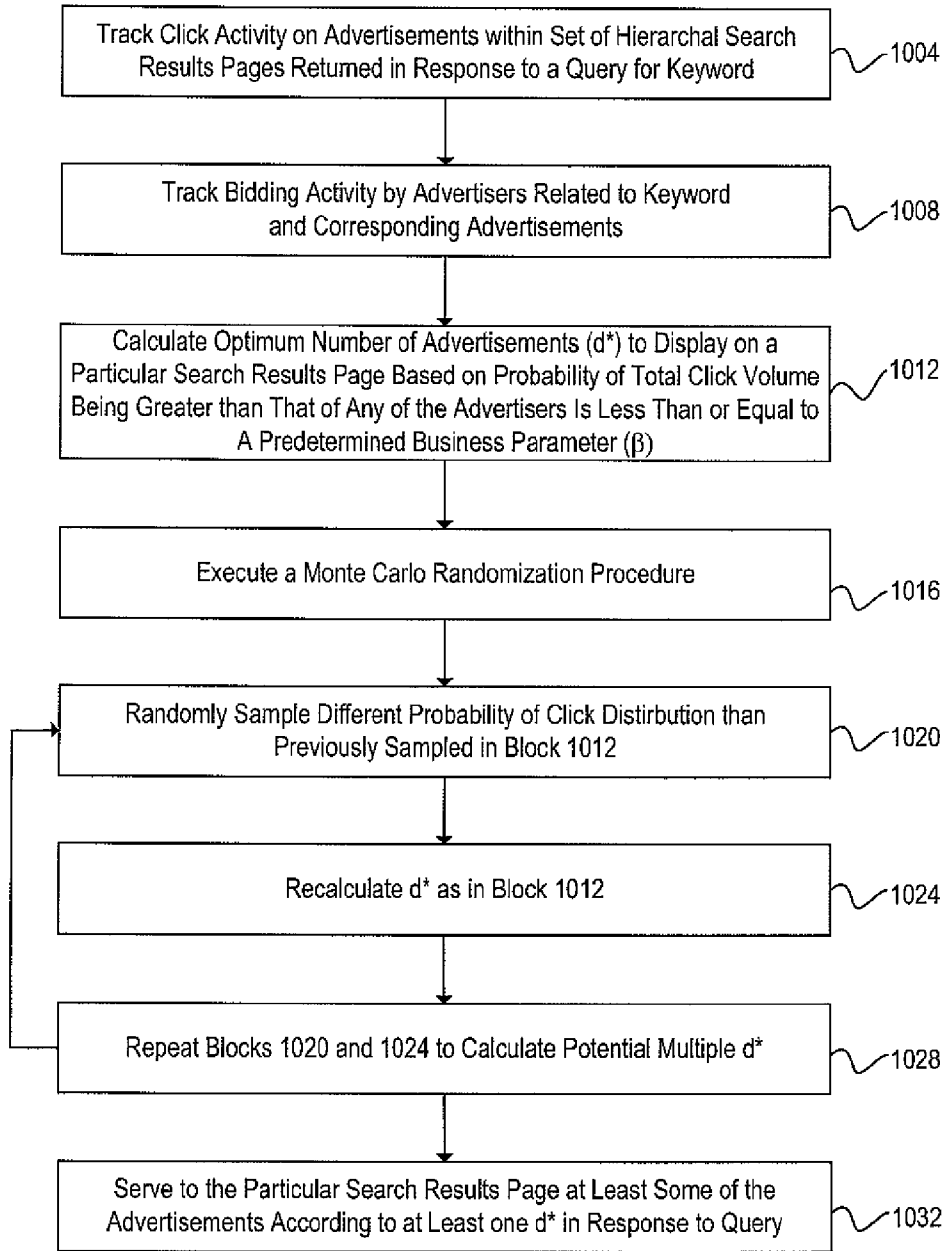 Track Click Activity on Advertisements within Set of Hierarchal Search
Results Pages Returned in Response to a Query for Keyword
1004
Track Bidding Activity by Advertisers Related to Keyword
and Corresponding Advertisements
1008
Calculate Optimum Number of Advertisements (d*) to Display on a
Particular Search Results Page Based on Probability of Total Click Volume
Being Greater than That of Any of the Advertisers Is Less Than or Equal to
A Predetermined Business Parameter (β)
1012
Execute a Monte Carlo Randomization Procedure
1016
Randomly Sample Different Probability of Click Distirbution than
Previously Sampled in Block 1012
1020
Recalculate d* as in Block 1012
1024
Repeat Blocks 1020 and 1024 to Calculate Potential Multiple d*
1028
Serve to the Particular Search Results Page at Least Some of the
Advertisements According to at Least one d* in Response to Query
1032